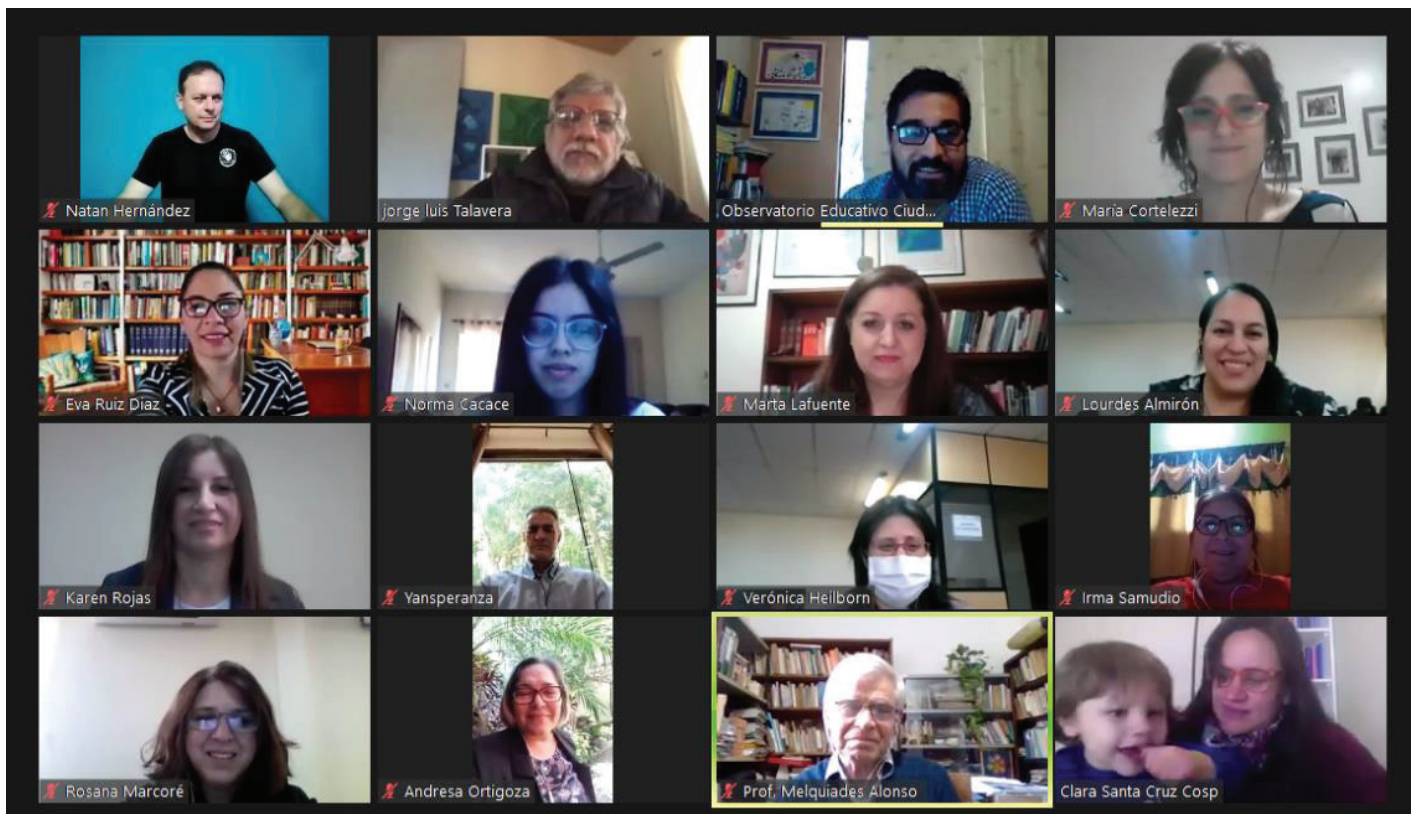 Natan Hernández
jorge luis Talavera
Observatorio Educativo Ciud...
María Cortelezzi
Eva Ruiz Diaz
Norma Cacace
Marta Lafuente
Lourdes Almirón
Karen Rojas
Yansperanza
Verónica Heilborn
Irma Samudio
Rosana Marcoré
Andresa Ortigoza
Prof. Melquiades Alonso
Clara Santa Cruz Cosp